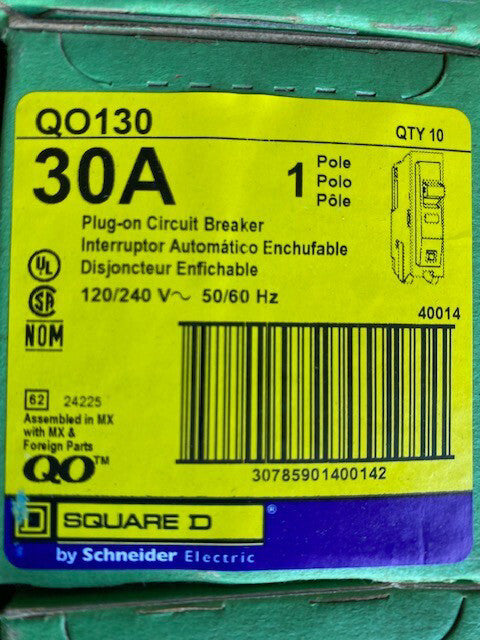 QO130
QTY 10
30A
1 Pole
Polo
Pôle
Plug-on Circuit Breaker
Interruptor Automático Enchufable
Disjoncteur Enfichable
120/240 V~ 50/60 Hz
UL
SA
NOM
40014
62 24225
Assembled in MX
with MX &
Foreign Parts
QO™
30785901400142
D SQUARE D®
by Schneider Electric